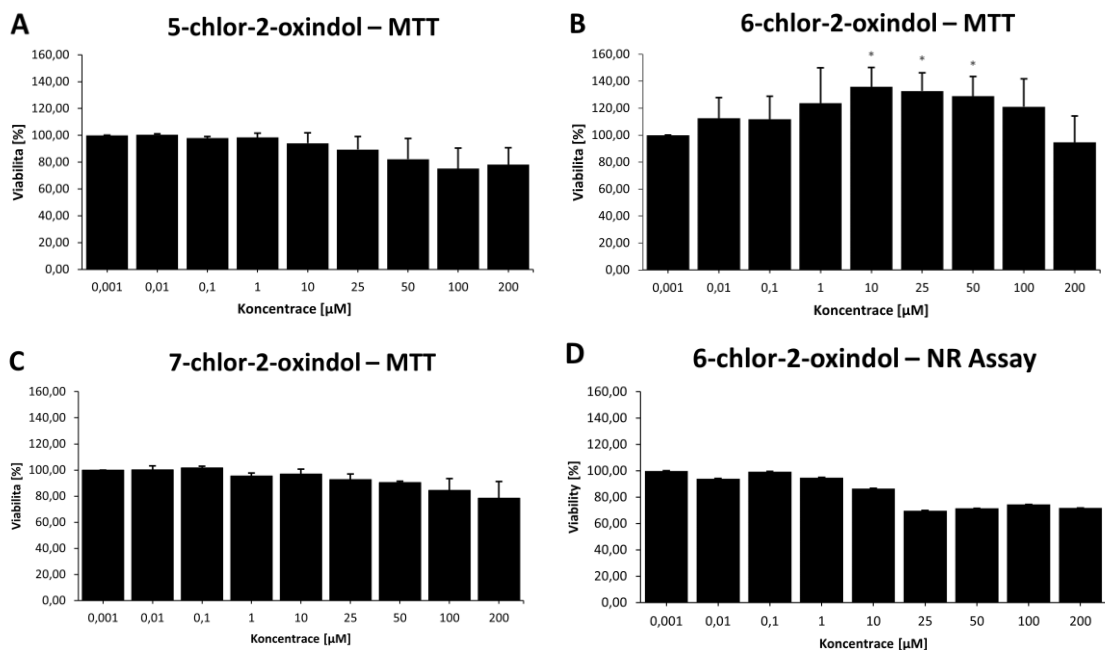 A
5-chlor-2-oxindol – MTT
Viabilita [%]
160,00
140,00
120,00
100,00
80,00
60,00
40,00
20,00
0,00
0,001 0,01 0,1 1 10 25 50 100 200
Koncentrace [µM]
B
6-chlor-2-oxindol – MTT
Viabilita [%]
160,00
140,00
120,00
100,00
80,00
60,00
40,00
20,00
0,00
* * *
0,001 0,01 0,1 1 10 25 50 100 200
Koncentrace [µM]
C
7-chlor-2-oxindol – MTT
Viabilita [%]
160,00
140,00
120,00
100,00
80,00
60,00
40,00
20,00
0,00
0,001 0,01 0,1 1 10 25 50 100 200
Koncentrace [µM]
D
6-chlor-2-oxindol – NR Assay
Viability [%]
160,00
140,00
120,00
100,00
80,00
60,00
40,00
20,00
0,00
0,001 0,01 0,1 1 10 25 50 100 200
Koncentrace [µM]